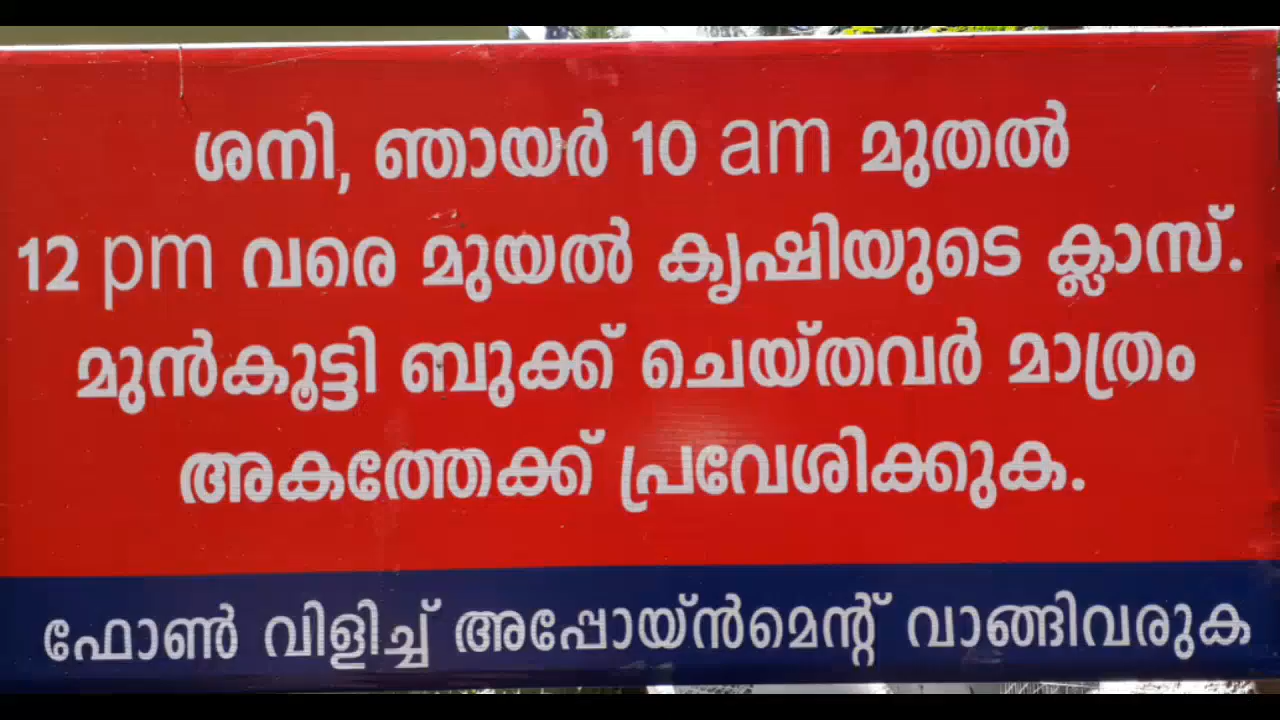 ശനി, ഞായർ 10 am മുതൽ
12 pm വരെ മുയൽ കൃഷിയുടെ ക്ലാസ്.
മുൻകൂട്ടി ബുക്ക് ചെയ്തവർ മാത്രം
അകത്തേക്ക് പ്രവേശിക്കുക.
ഫോൺ വിളിച്ച് അപ്പോയ്ൻമെന്റ് വാങ്ങിവരുക